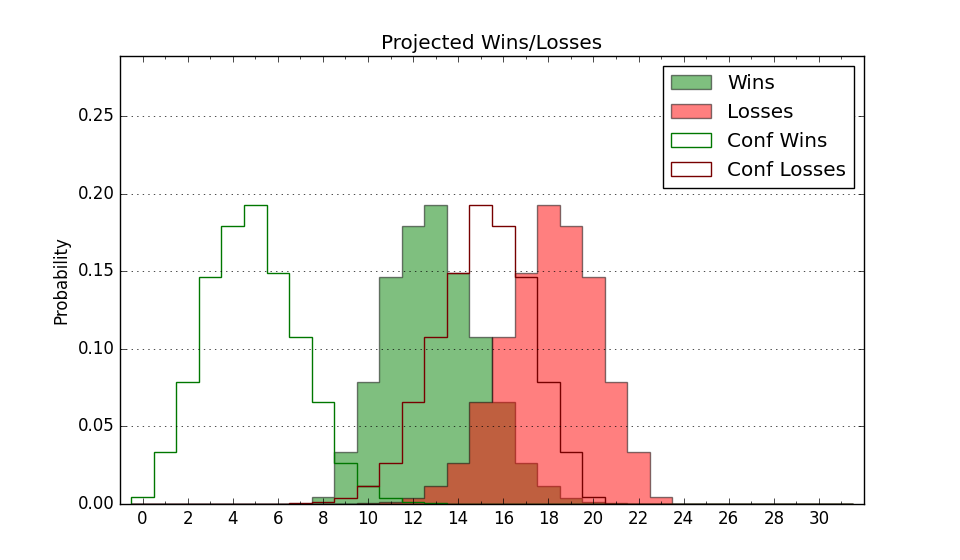 Projected Wins/Losses
Wins
Losses
Conf Wins
Conf Losses
0.25
0.20
0.15
0.10
0.05
0.00
Probability
0 2 4 6 8 10 12 14 16 18 20 22 24 26 28 30